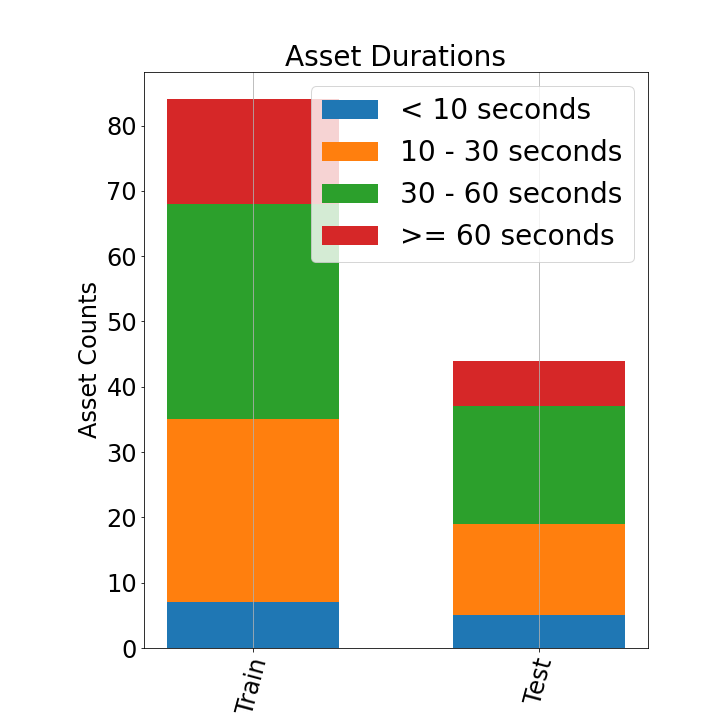 Asset Durations
< 10 seconds
10 - 30 seconds
30 - 60 seconds
>= 60 seconds
Asset Counts
80
70
60
50
40
30
20
10
0
Train
Test